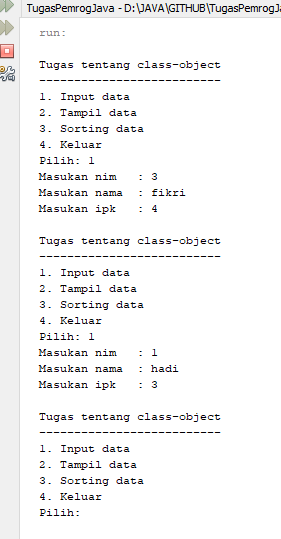 TugasPemrogJava - D:\JAVA\GITHUB\TugasPemrogJa
run:
Tugas tentang class-object
--------------------------
1. Input data
2. Tampil data
3. Sorting data
4. Keluar
Pilih: 1
Masukan nim   : 3
Masukan nama  : fikri
Masukan ipk   : 4
Tugas tentang class-object
--------------------------
1. Input data
2. Tampil data
3. Sorting data
4. Keluar
Pilih: 1
Masukan nim   : 1
Masukan nama  : hadi
Masukan ipk   : 3
Tugas tentang class-object
--------------------------
1. Input data
2. Tampil data
3. Sorting data
4. Keluar
Pilih: